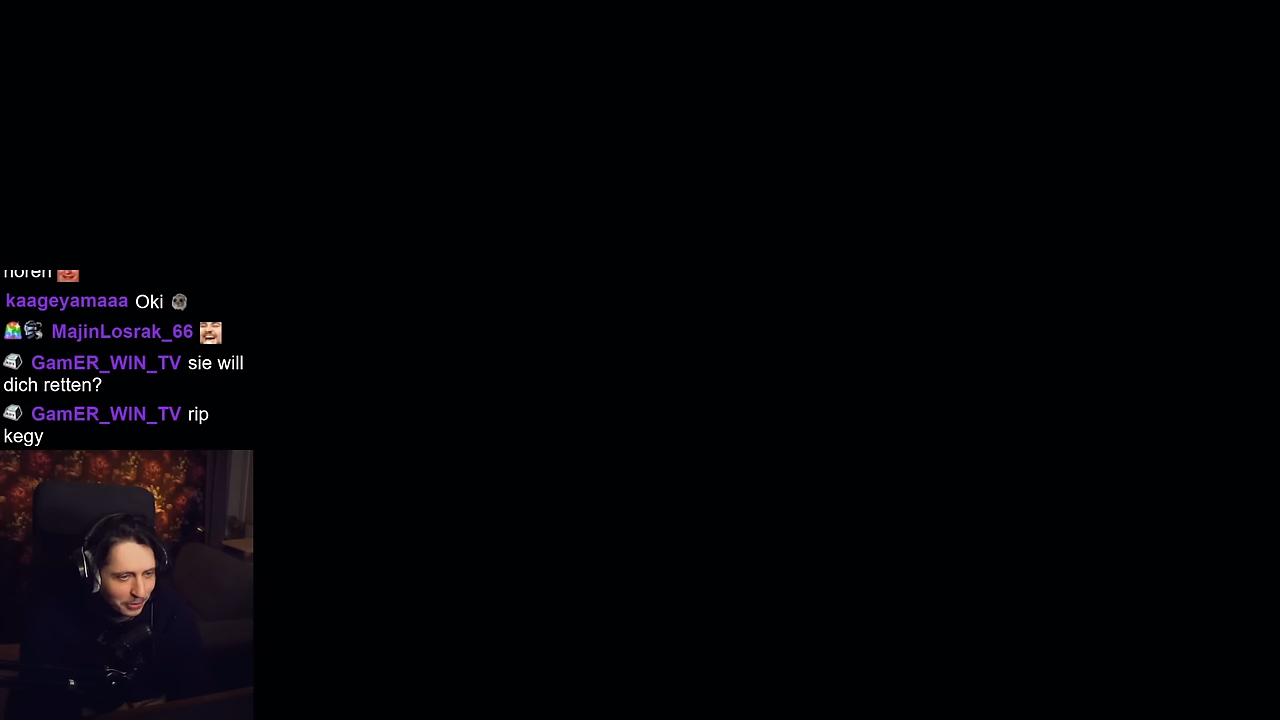 kaageyamaaa Oki
MajinLosrak_66
GamER_WIN_TV sie will
dich retten?
GamER_WIN_TV rip
kegy